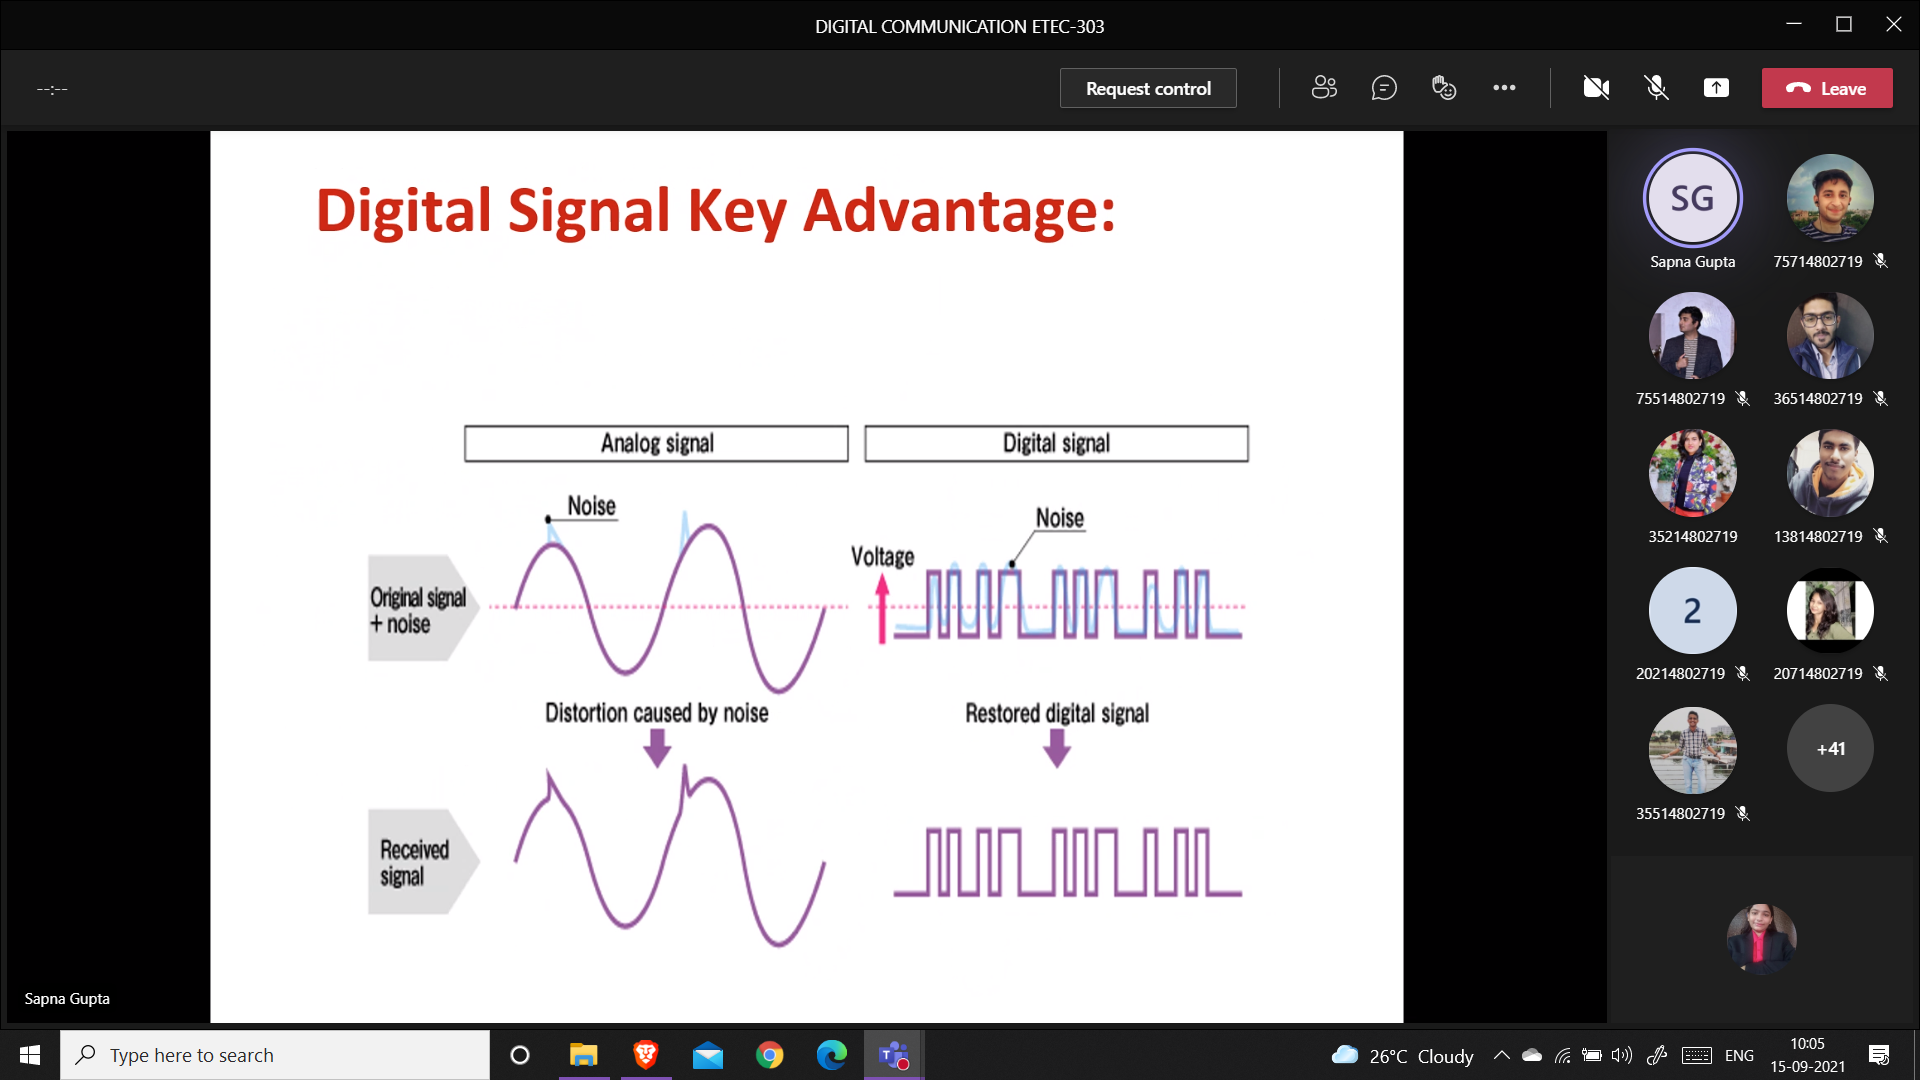 DIGITAL COMMUNICATION ETEC-303
--:--
Request control
Leave
Digital Signal Key Advantage:
Analog signal
Digital signal
Noise
Noise
Voltage
Original signal
+ noise
Distortion caused by noise
Restored digital signal
Received
signal
Sapna Gupta
SG
Sapna Gupta
75714802719
75514802719
36514802719
35214802719
13814802719
2
20214802719
20714802719
35514802719
+41
Type here to search
26°C Cloudy
ENG
10:05
15-09-2021